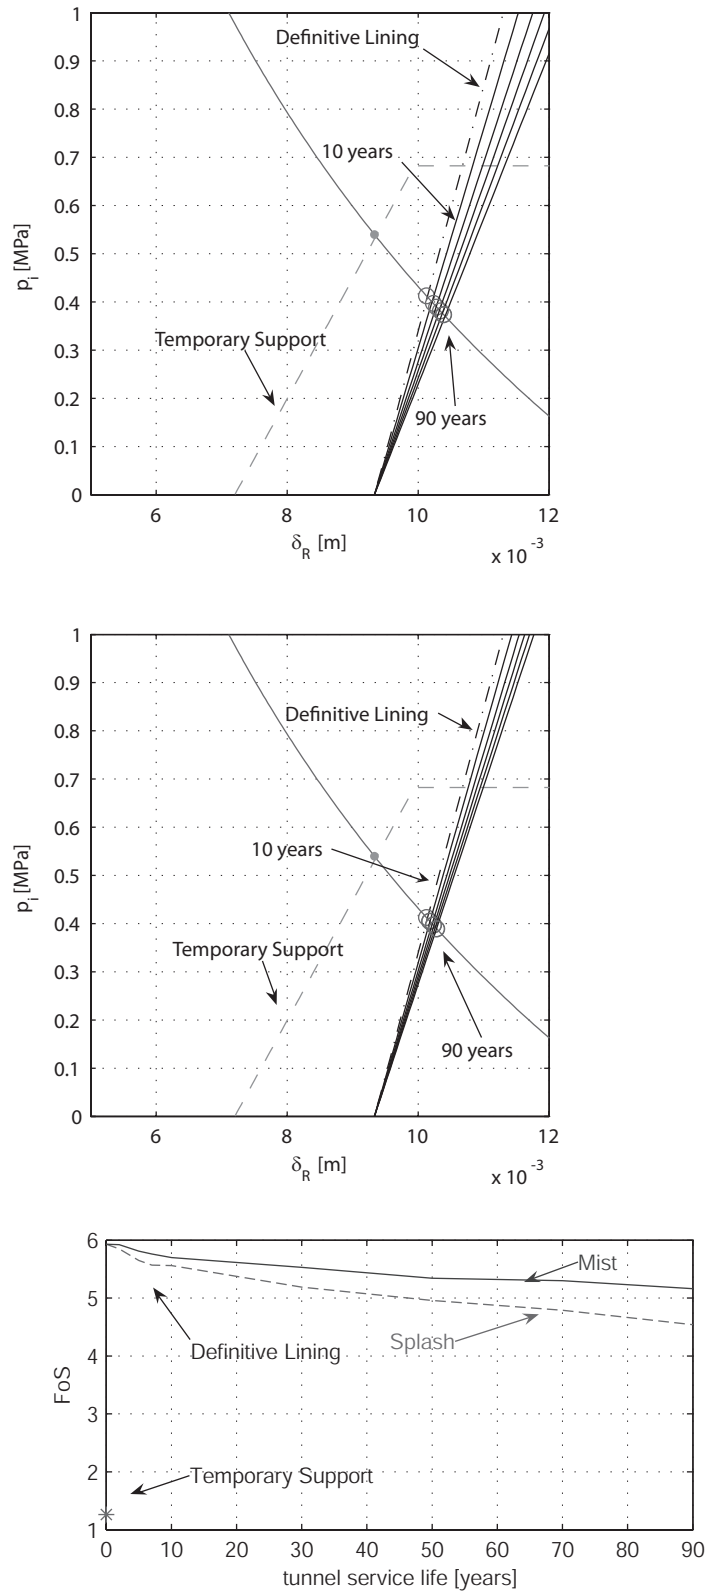 1
0.9
0.8
0.7
0.6
0.5
0.4
0.3
0.2
0.1
0
p_i [MPa]
Definitive Lining
10 years
Temporary Support
90 years
6 8 10 12
δ_R [m]
x 10^-3
1
0.9
0.8
0.7
0.6
0.5
0.4
0.3
0.2
0.1
0
p_i [MPa]
Definitive Lining
10 years
Temporary Support
90 years
6 8 10 12
δ_R [m]
x 10^-3
6
5
4
3
2
1
FoS
Mist
Splash
Definitive Lining
Temporary Support
0 10 20 30 40 50 60 70 80 90
tunnel service life [years]